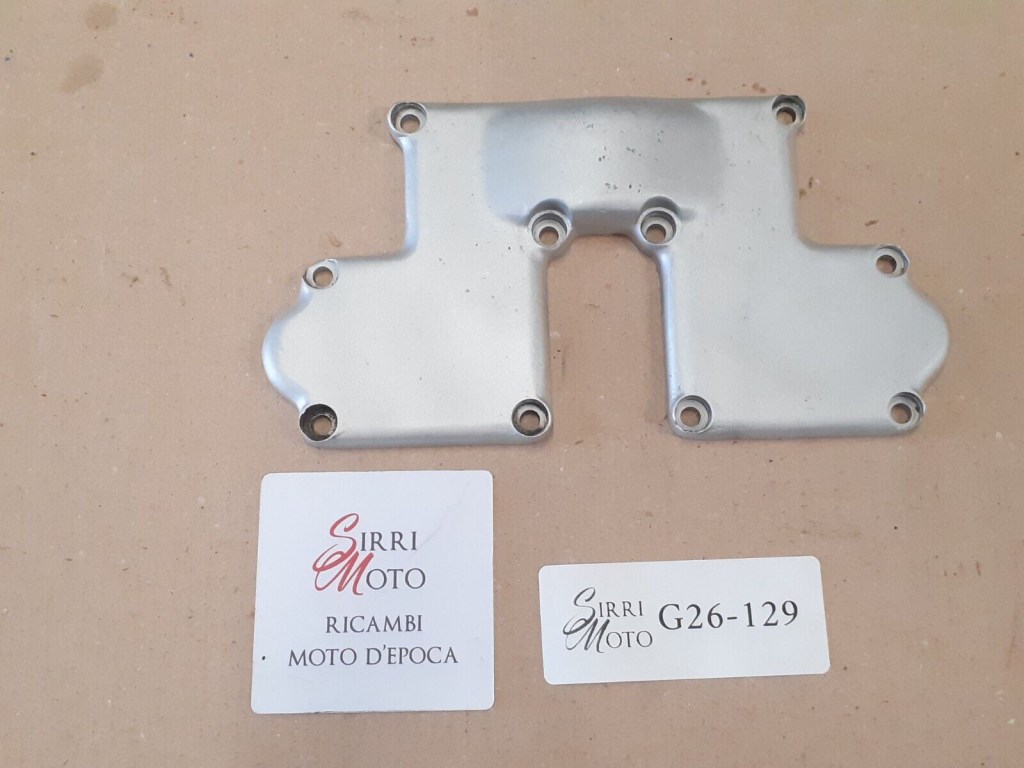 SIRRI
MOTO
RICAMBI
MOTO D'EPOCA
SIRRI
MOTO
G26-129